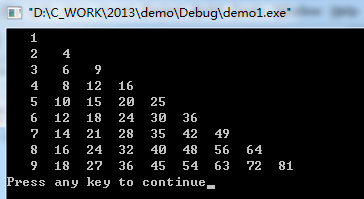 "D:\C_WORK\2013\demo\Debug\demo1.exe"
1
2 4
3 6 9
4 8 12 16
5 10 15 20 25
6 12 18 24 30 36
7 14 21 28 35 42 49
8 16 24 32 40 48 56 64
9 18 27 36 45 54 63 72 81
Press any key to continue